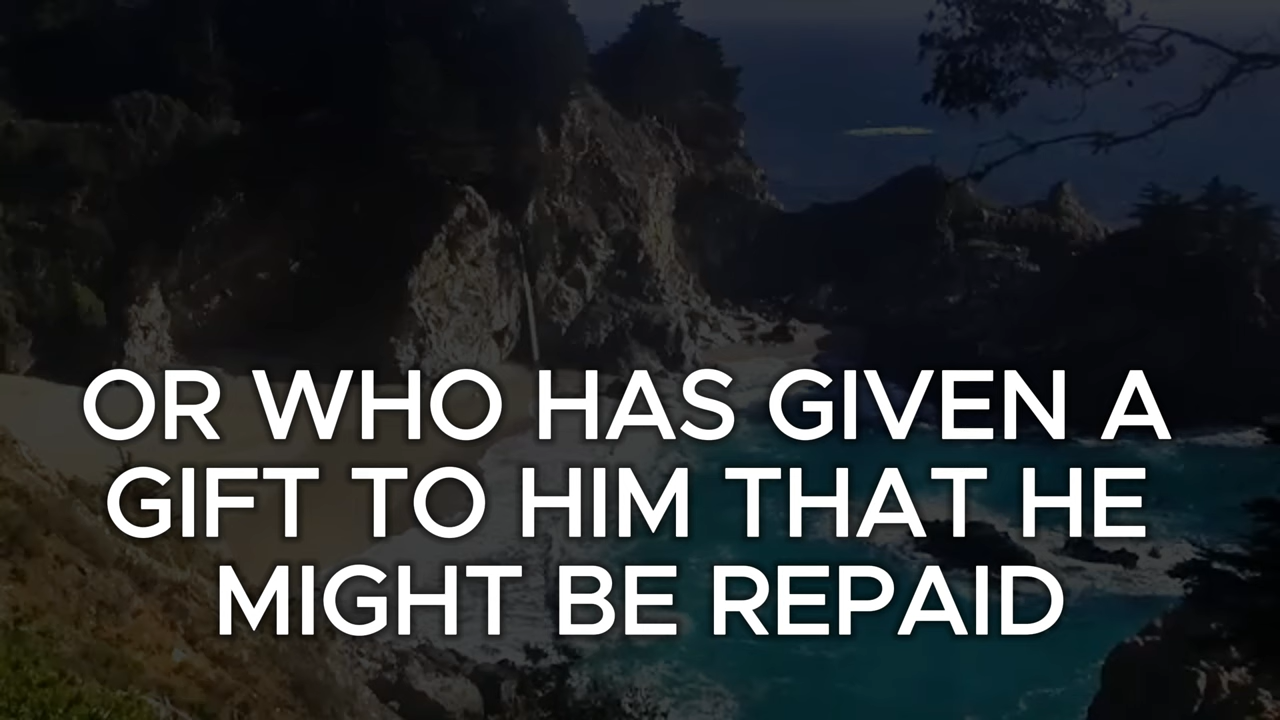 OR WHO HAS GIVEN A
GIFT TO HIM THAT HE
MIGHT BE REPAID